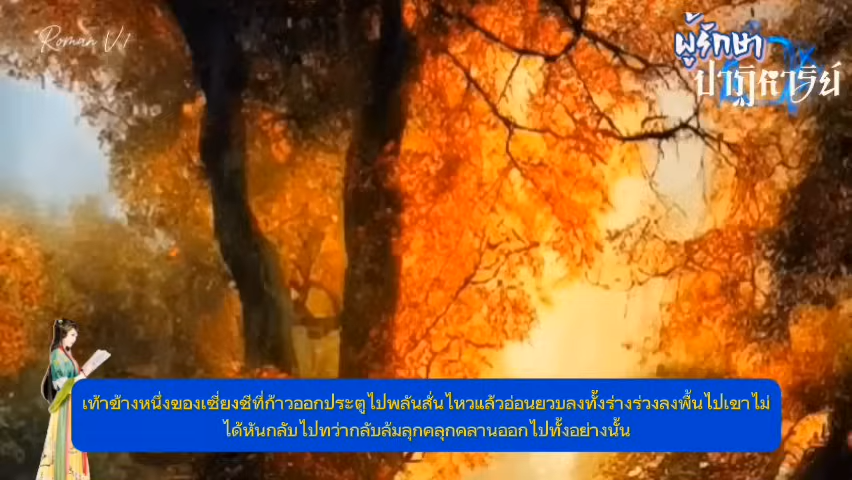 Roman V.1
ผู้รักษา
ปาฏิหาริย์
เท้าข้างหนึ่งของเซี่ยงชีที่ก้าวออกประตูไปพลันสั่นไหวแล้วอ่อนยวบลงทั้งร่างร่วงลงพื้นไปเขาไม่
ได้หันกลับไปทว่ากลับล้มลุกคลุกคลานออกไปทั้งอย่างนั้น